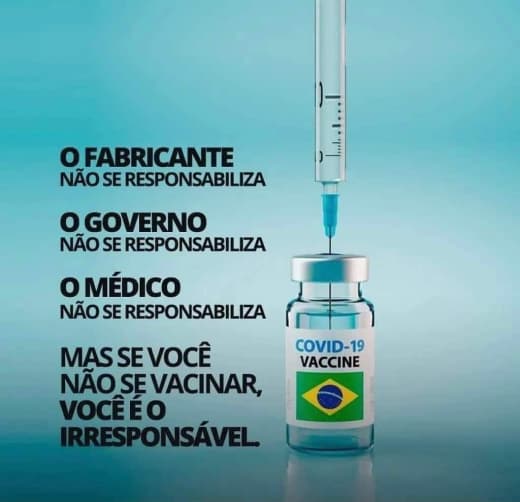 O FABRICANTE
NÃO SE RESPONSABILIZA
O GOVERNO
NÃO SE RESPONSABILIZA
O MÉDICO
NÃO SE RESPONSABILIZA
MAS SE VOCÊ
NÃO SE VACINAR,
VOCÊ É O
IRRESPONSÁVEL.
COVID-19
VACCINE